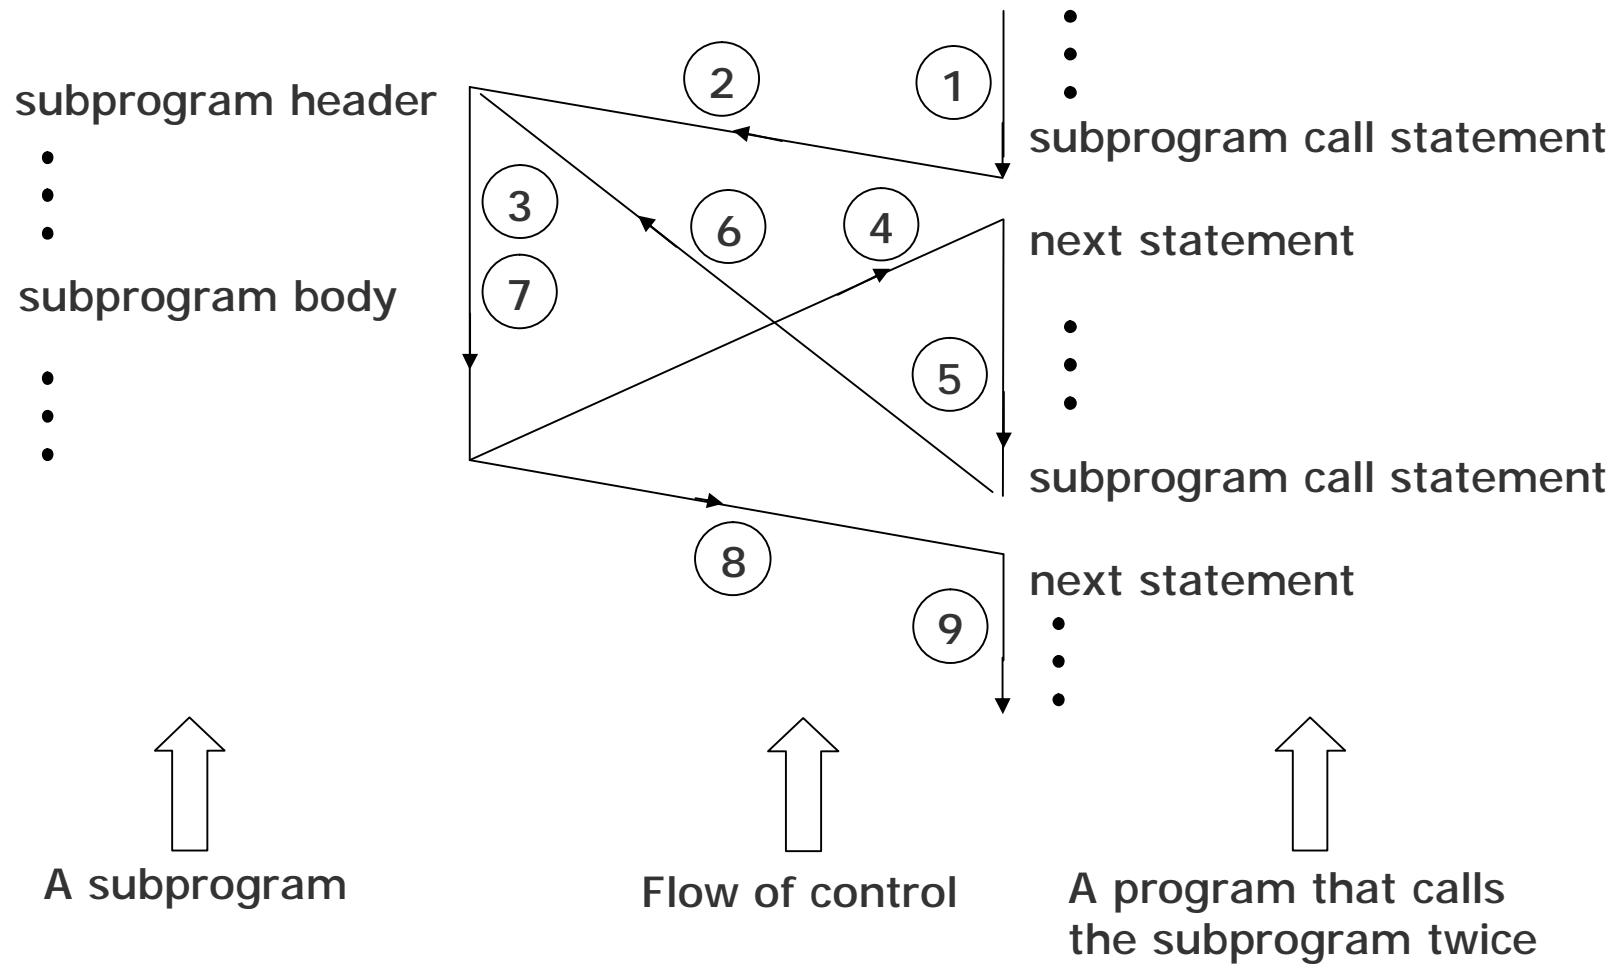 2
1
subprogram header
subprogram call statement
3
6
4
next statement
subprogram body
7
5
subprogram call statement
8
next statement
9
A subprogram
Flow of control
A program that calls
the subprogram twice